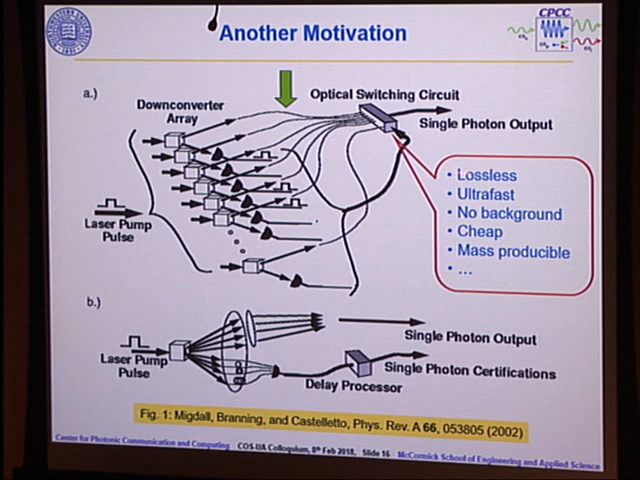 Another Motivation
CPCC
a.)
Downconverter
Array
Optical Switching Circuit
Single Photon Output
Laser Pump
Pulse
• Lossless
• Ultrafast
• No background
• Cheap
• Mass producible
• ...
b.)
Laser Pump
Pulse
Single Photon Output
Single Photon Certifications
Delay Processor
Fig. 1: Migdall, Branning, and Castelletto, Phys. Rev. A 66, 053805 (2002)
Center for Photonic Communication and Computing COS-UA Colloquium, 8th Feb 2018, Slide 16 McCormick School of Engineering and Applied Science